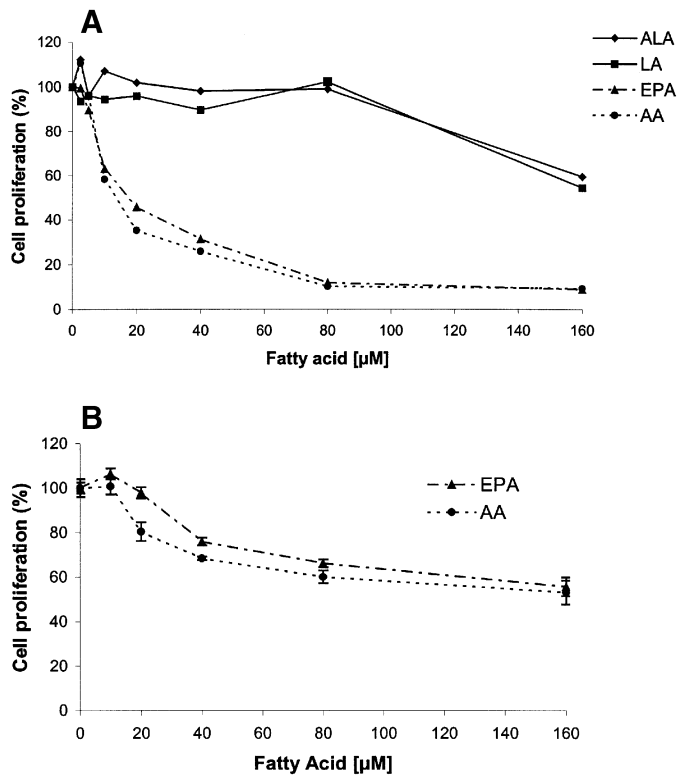 A
120
100
80
60
40
20
0
Cell proliferation (%)
0 20 40 60 80 100 120 140 160
Fatty acid [µM]
ALA
LA
EPA
AA
B
120
100
80
60
40
20
0
Cell proliferation (%)
0 20 40 60 80 100 120 140 160
Fatty Acid [µM]
EPA
AA